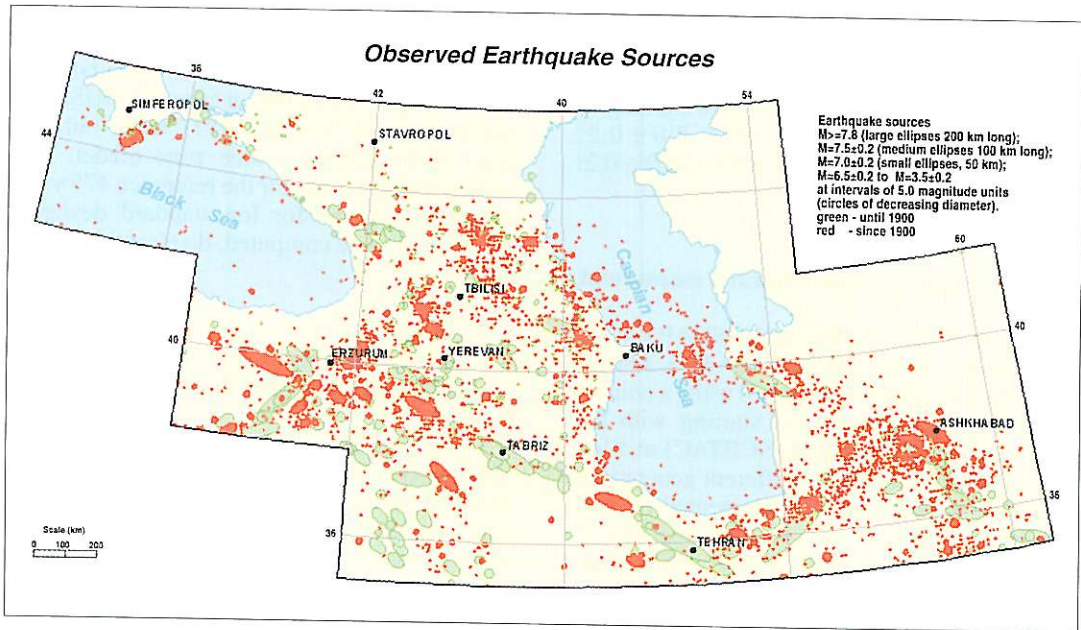 Observed Earthquake Sources
36
42
40
54
SIMFEROPOL
STAVROPOL
44
Earthquake sources
M>=7.8 (large ellipses 200 km long);
M=7.5±0.2 (medium ellipses 100 km long);
M=7.0±0.2 (small ellipses, 50 km);
M=6.5±0.2 to M=3.5±0.2
at intervals of 5.0 magnitude units
(circles of decreasing diameter).
green - until 1900
red - since 1900
Black Sea
60
Caspian Sea
TBILISI
40
40
ERZURUM
YEREVAN
BAKU
ASHKHABAD
TABRIZ
36
36
TEHRAN
Scale (km)
0 100 200